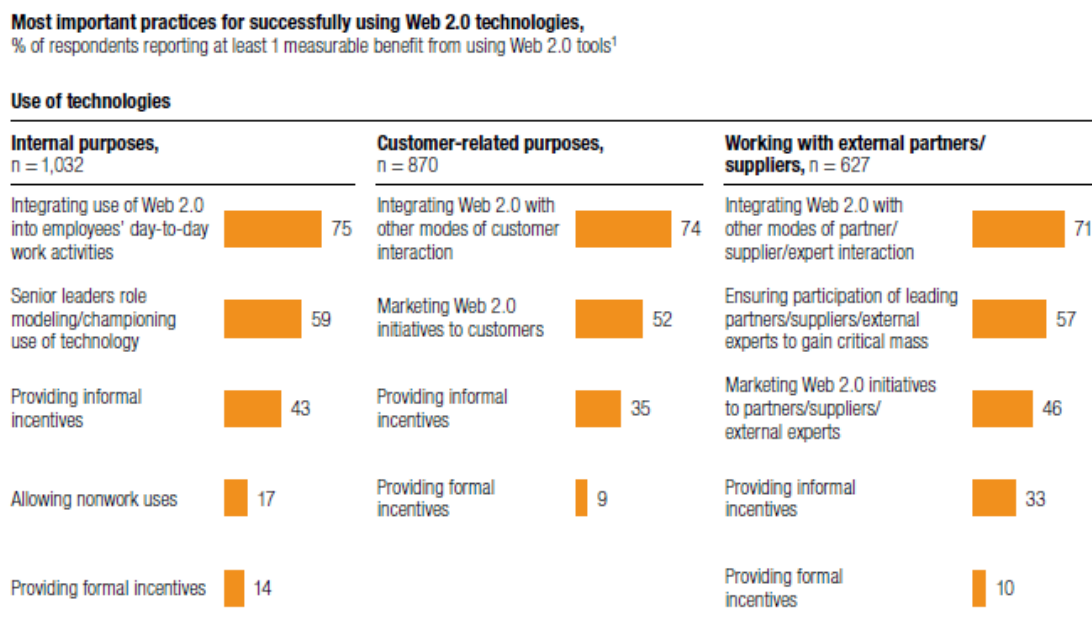 Most important practices for successfully using Web 2.0 technologies,
% of respondents reporting at least 1 measurable benefit from using Web 2.0 tools¹
Use of technologies
Internal purposes,
n = 1,032
Integrating use of Web 2.0
into employees' day-to-day
work activities
75
Senior leaders role
modeling/championing
use of technology
59
Providing informal
incentives
43
Allowing nonwork uses
17
Providing formal incentives
14
Customer-related purposes,
n = 870
Integrating Web 2.0 with
other modes of customer
interaction
74
Marketing Web 2.0
initiatives to customers
52
Providing informal
incentives
35
Providing formal
incentives
9
Working with external partners/
suppliers, n = 627
Integrating Web 2.0 with
other modes of partner/
supplier/expert interaction
71
Ensuring participation of leading
partners/suppliers/external
experts to gain critical mass
57
Marketing Web 2.0 initiatives
to partners/suppliers/
external experts
46
Providing informal
incentives
33
Providing formal
incentives
10